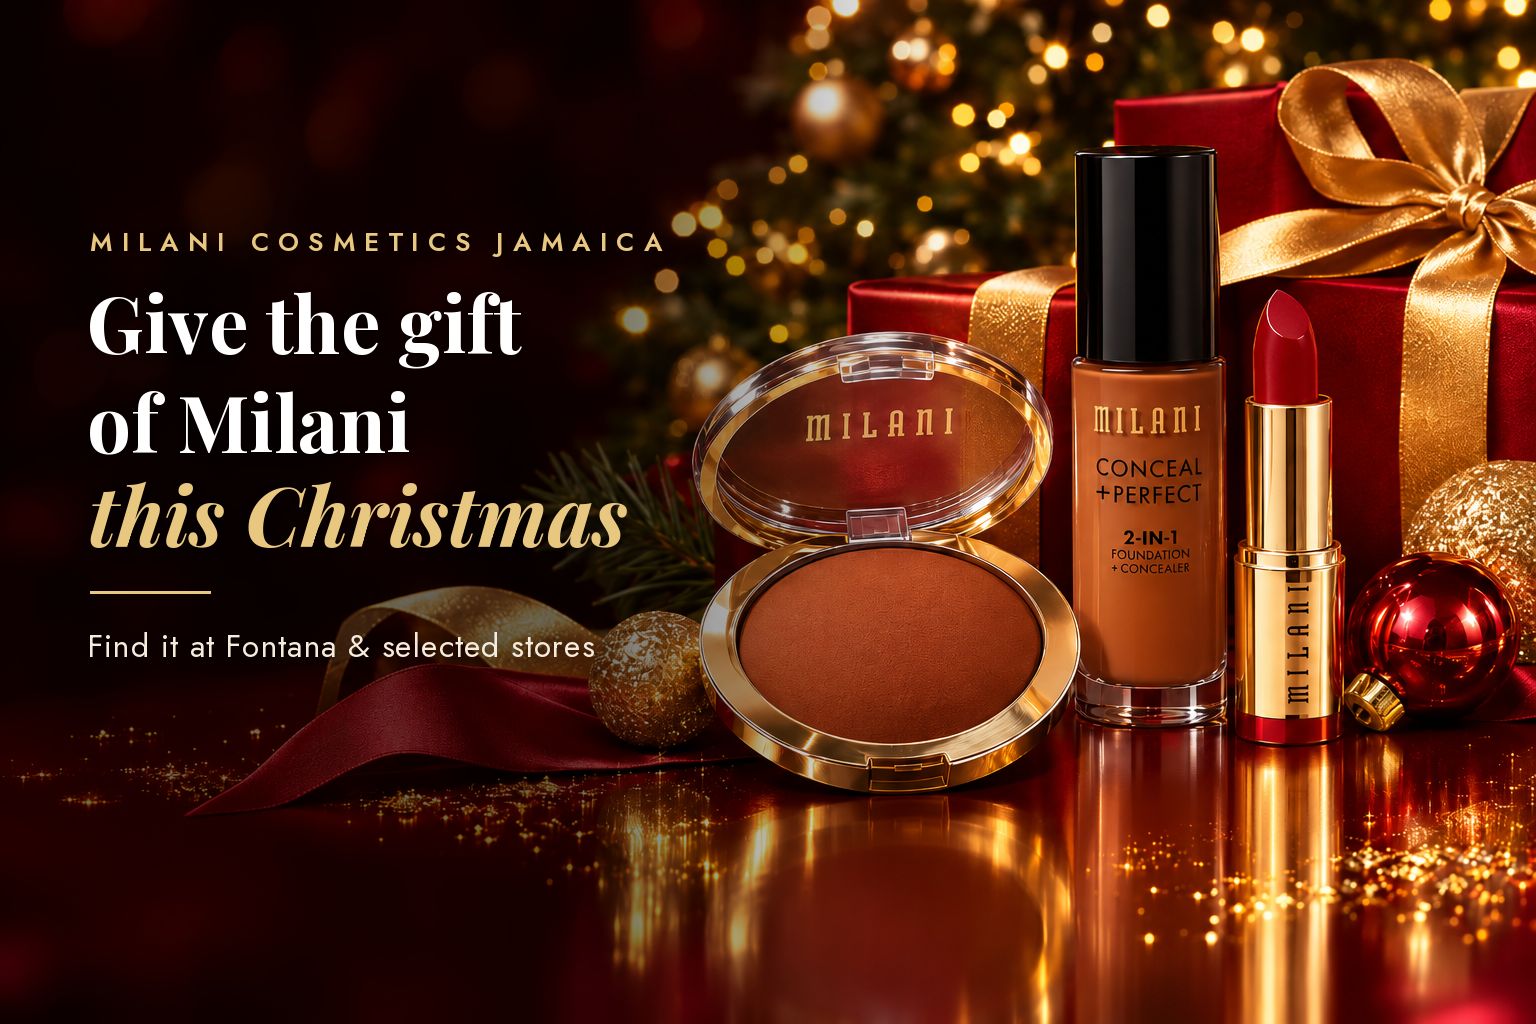 MILANI COSMETICS JAMAICA
Give the gift
of Milani
this Christmas
Find it at Fontana & selected stores
MILANI
MILANI
CONCEAL
+PERFECT
2-IN-1
FOUNDATION
+ CONCEALER
MILANI